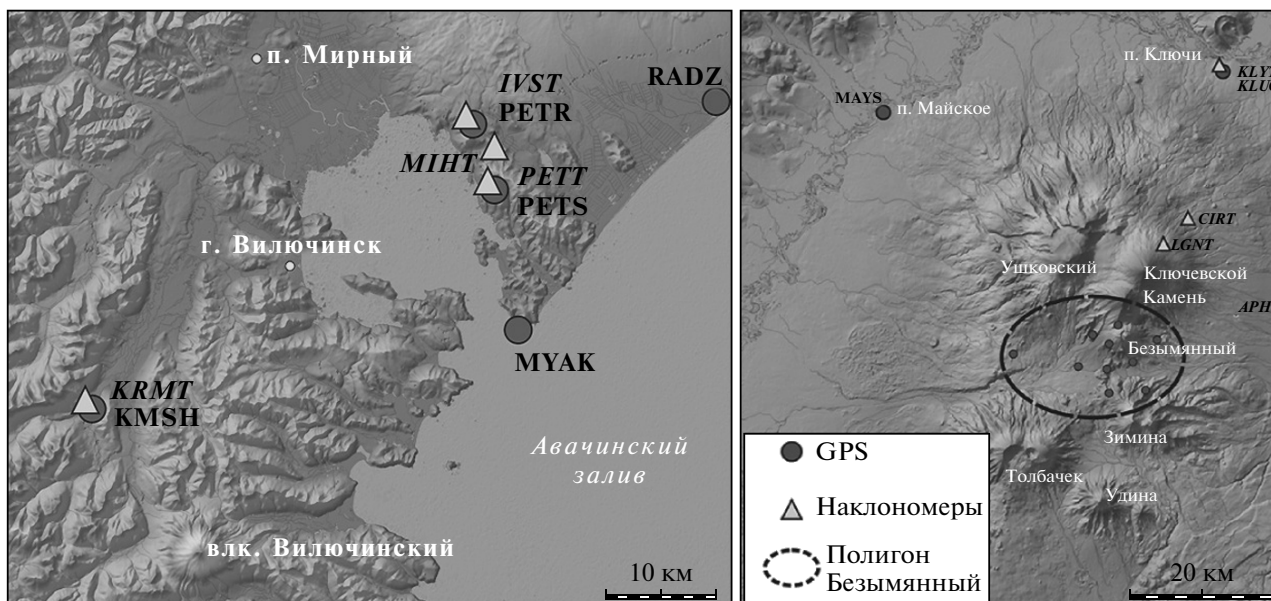 п. Мирный
IVST
PETR
RADZ
MIHT
PETT
PETS
г. Вилючинск
MYAK
KRMT
KMSH
Авачинский
залив
влк. Вилючинский
10 км
п. Ключи
MAYS
п. Майское
CIRT
LGNT
Ушковский
Ключевской
Камень
Безымянный
Зимина
Толбачек
Удина
GPS
Наклономеры
Полигон
Безымянный
20 км